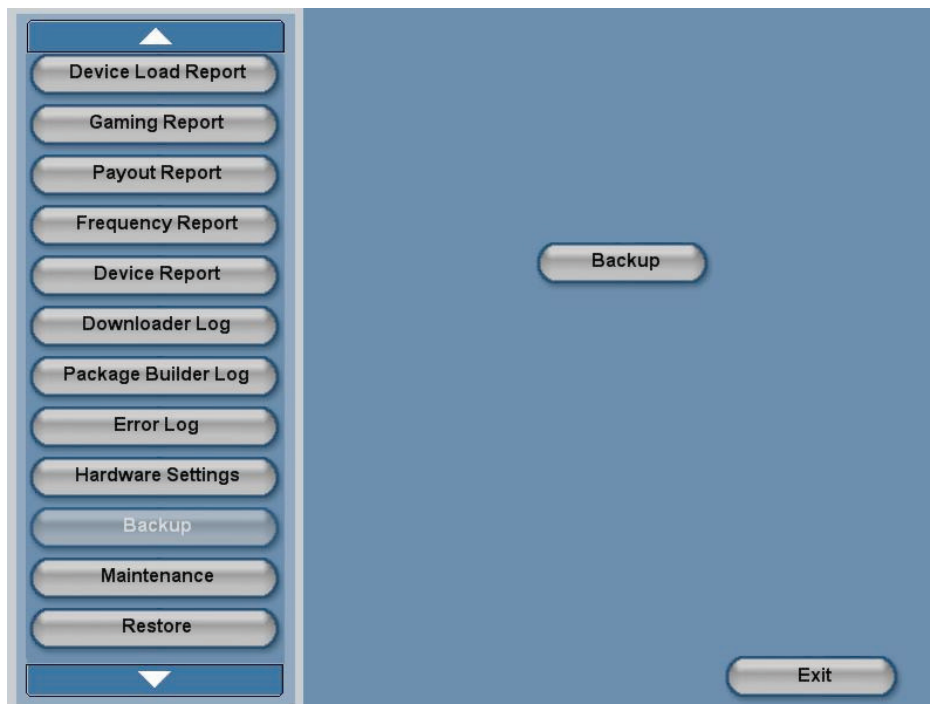 Device Load Report
Gaming Report
Payout Report
Frequency Report
Device Report
Downloader Log
Package Builder Log
Error Log
Hardware Settings
Backup
Maintenance
Restore
Backup
Exit